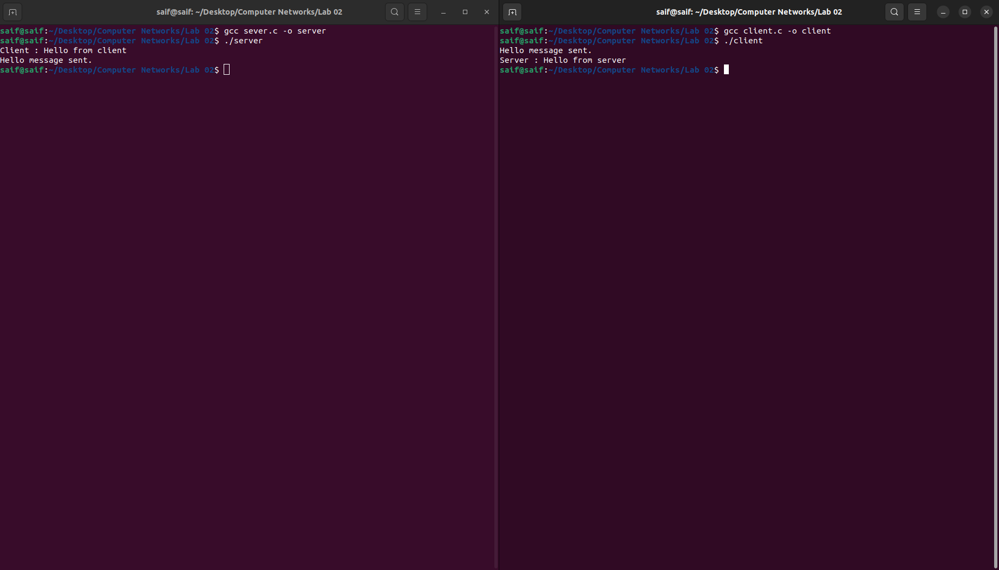 saif@saif: ~/Desktop/Computer Networks/Lab 02
saif@saif:~/Desktop/Computer Networks/Lab 02$ gcc sever.c -o server
saif@saif:~/Desktop/Computer Networks/Lab 02$ ./server
Client : Hello from client
Hello message sent.
saif@saif:~/Desktop/Computer Networks/Lab 02$
saif@saif: ~/Desktop/Computer Networks/Lab 02
saif@saif:~/Desktop/Computer Networks/Lab 02$ gcc client.c -o client
saif@saif:~/Desktop/Computer Networks/Lab 02$ ./client
Hello message sent.
Server : Hello from server
saif@saif:~/Desktop/Computer Networks/Lab 02$